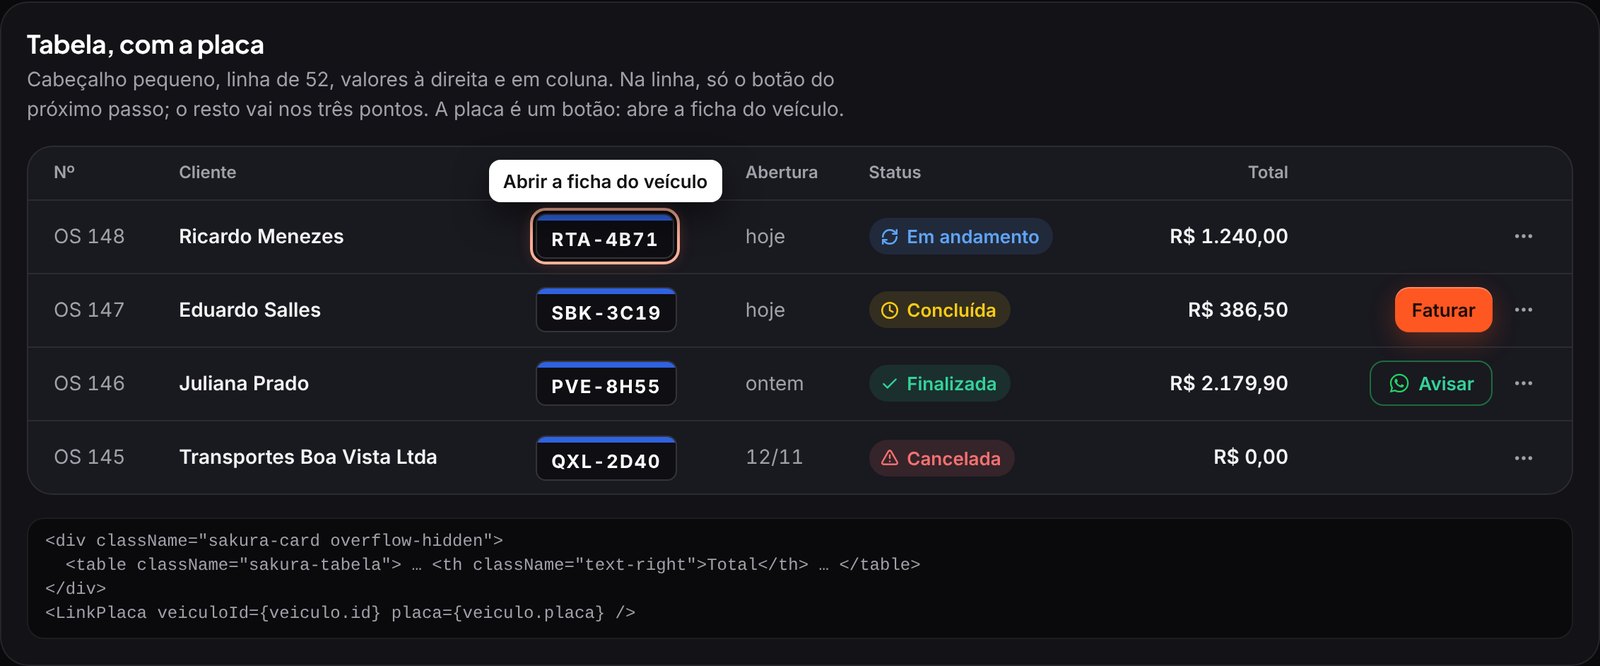 Tabela, com a placa
Cabeçalho pequeno, linha de 52, valores à direita e em coluna. Na linha, só o botão do
próximo passo; o resto vai nos três pontos. A placa é um botão: abre a ficha do veículo.
Nº Cliente Abrir a ficha do veículo Abertura Status Total
OS 148 Ricardo Menezes RTA-4B71 hoje Em andamento R$ 1.240,00 ···
OS 147 Eduardo Salles SBK-3C19 hoje Concluída R$ 386,50 Faturar ···
OS 146 Juliana Prado PVE-8H55 ontem Finalizada R$ 2.179,90 Avisar ···
OS 145 Transportes Boa Vista Ltda QXL-2D40 12/11 Cancelada R$ 0,00 ···
<div className="sakura-card overflow-hidden">
  <table className="sakura-tabela"> … <th className="text-right">Total</th> … </table>
</div>
<LinkPlaca veiculoId={veiculo.id} placa={veiculo.placa} />